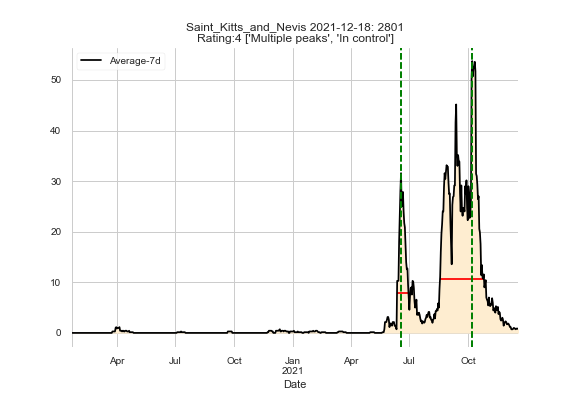 Saint_Kitts_and_Nevis 2021-12-18: 2801
Rating:4 ['Multiple peaks', 'In control']
Average-7d
50
40
30
20
10
0
Apr Jul Oct Jan Apr Jul Oct
2021
Date